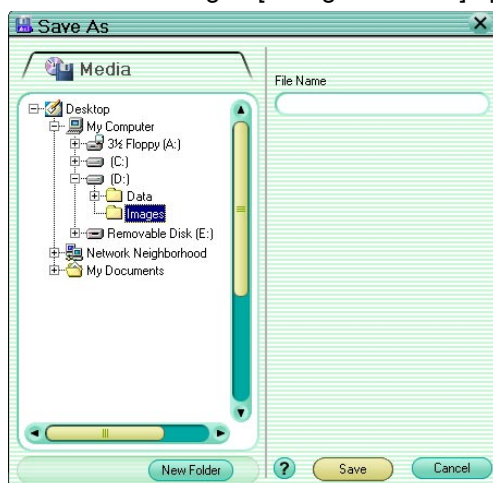 Save As
Media
File Name
Desktop
My Computer
3½ Floppy (A:)
(C:)
(D:)
Data
Images
Removable Disk (E:)
Network Neighborhood
My Documents
New Folder
?
Save
Cancel